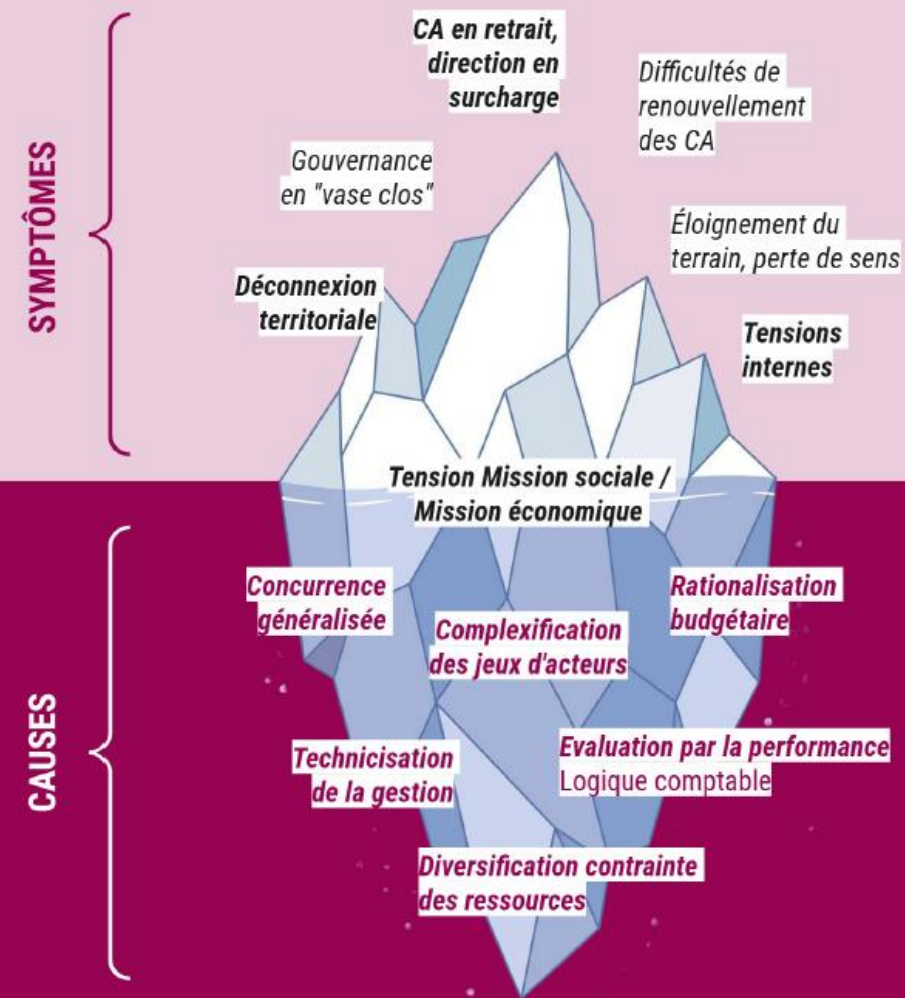 SYMPTÔMES
CA en retrait,
direction en
surcharge
Difficultés de
renouvellement
des CA
Gouvernance
en "vase clos"
Éloignement du
terrain, perte de sens
Déconnexion
territoriale
Tensions
internes
Tension Mission sociale /
Mission économique
CAUSES
Concurrence
généralisée
Rationalisation
budgétaire
Complexification
des jeux d'acteurs
Technicisation
de la gestion
Evaluation par la performance
Logique comptable
Diversification contrainte
des ressources